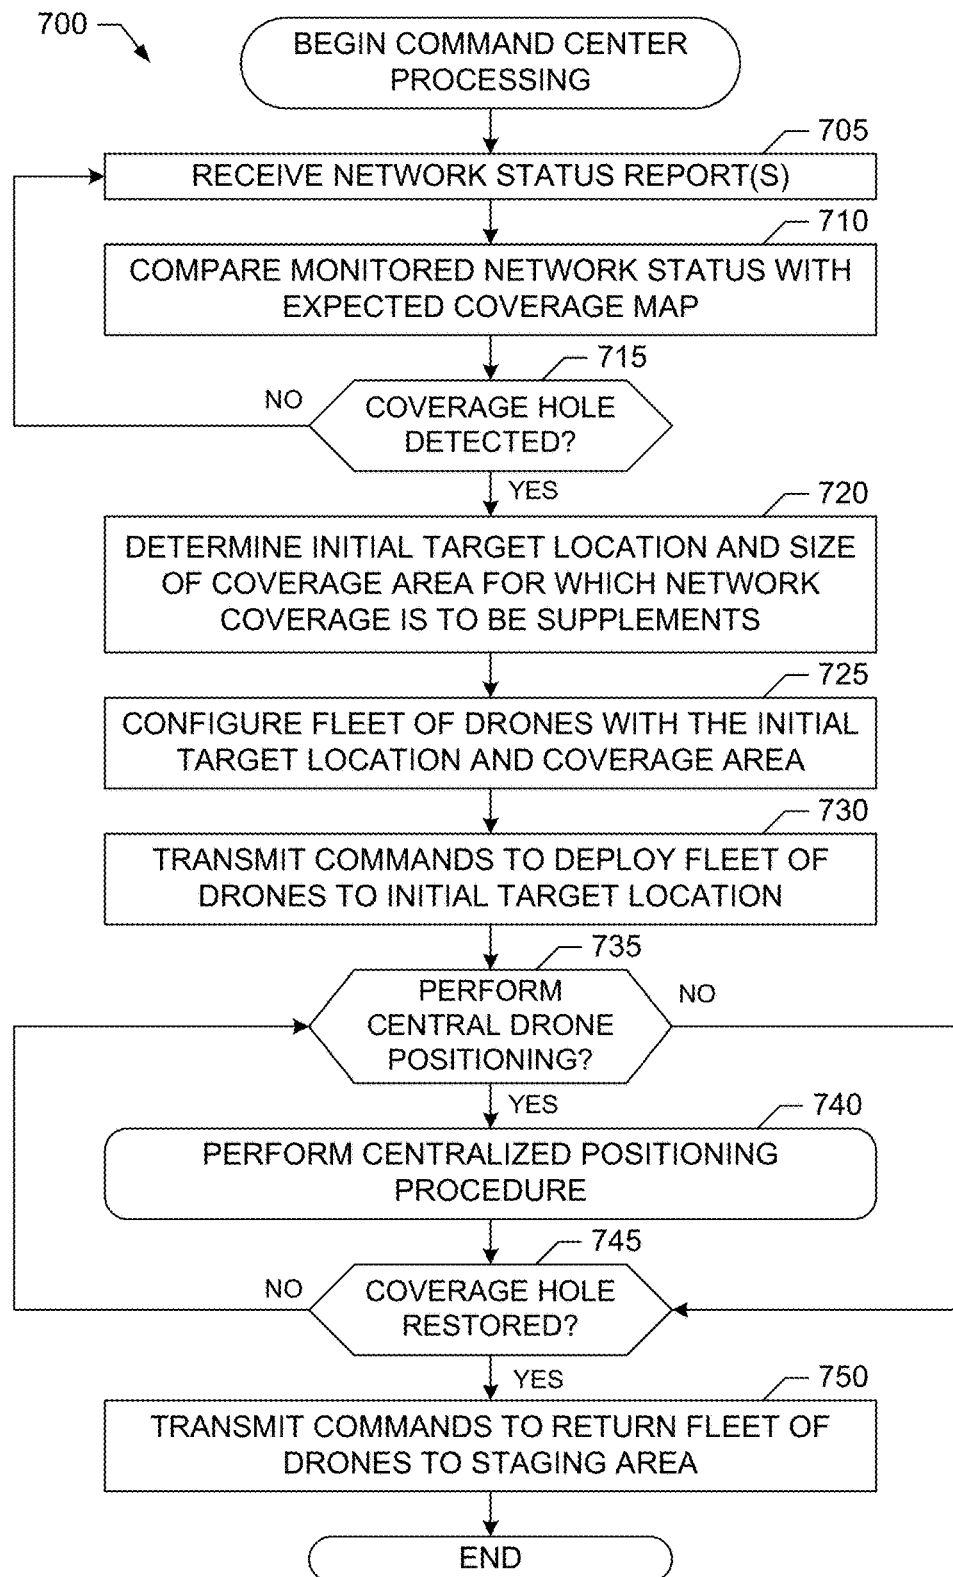 700
BEGIN COMMAND CENTER
PROCESSING
705
RECEIVE NETWORK STATUS REPORT(S)
710
COMPARE MONITORED NETWORK STATUS WITH
EXPECTED COVERAGE MAP
715
NO
COVERAGE HOLE
DETECTED?
YES
720
DETERMINE INITIAL TARGET LOCATION AND SIZE
OF COVERAGE AREA FOR WHICH NETWORK
COVERAGE IS TO BE SUPPLEMENTS
725
CONFIGURE FLEET OF DRONES WITH THE INITIAL
TARGET LOCATION AND COVERAGE AREA
730
TRANSMIT COMMANDS TO DEPLOY FLEET OF
DRONES TO INITIAL TARGET LOCATION
735
PERFORM
CENTRAL DRONE
POSITIONING?
NO
YES
740
PERFORM CENTRALIZED POSITIONING
PROCEDURE
745
NO
COVERAGE HOLE
RESTORED?
YES
750
TRANSMIT COMMANDS TO RETURN FLEET OF
DRONES TO STAGING AREA
END